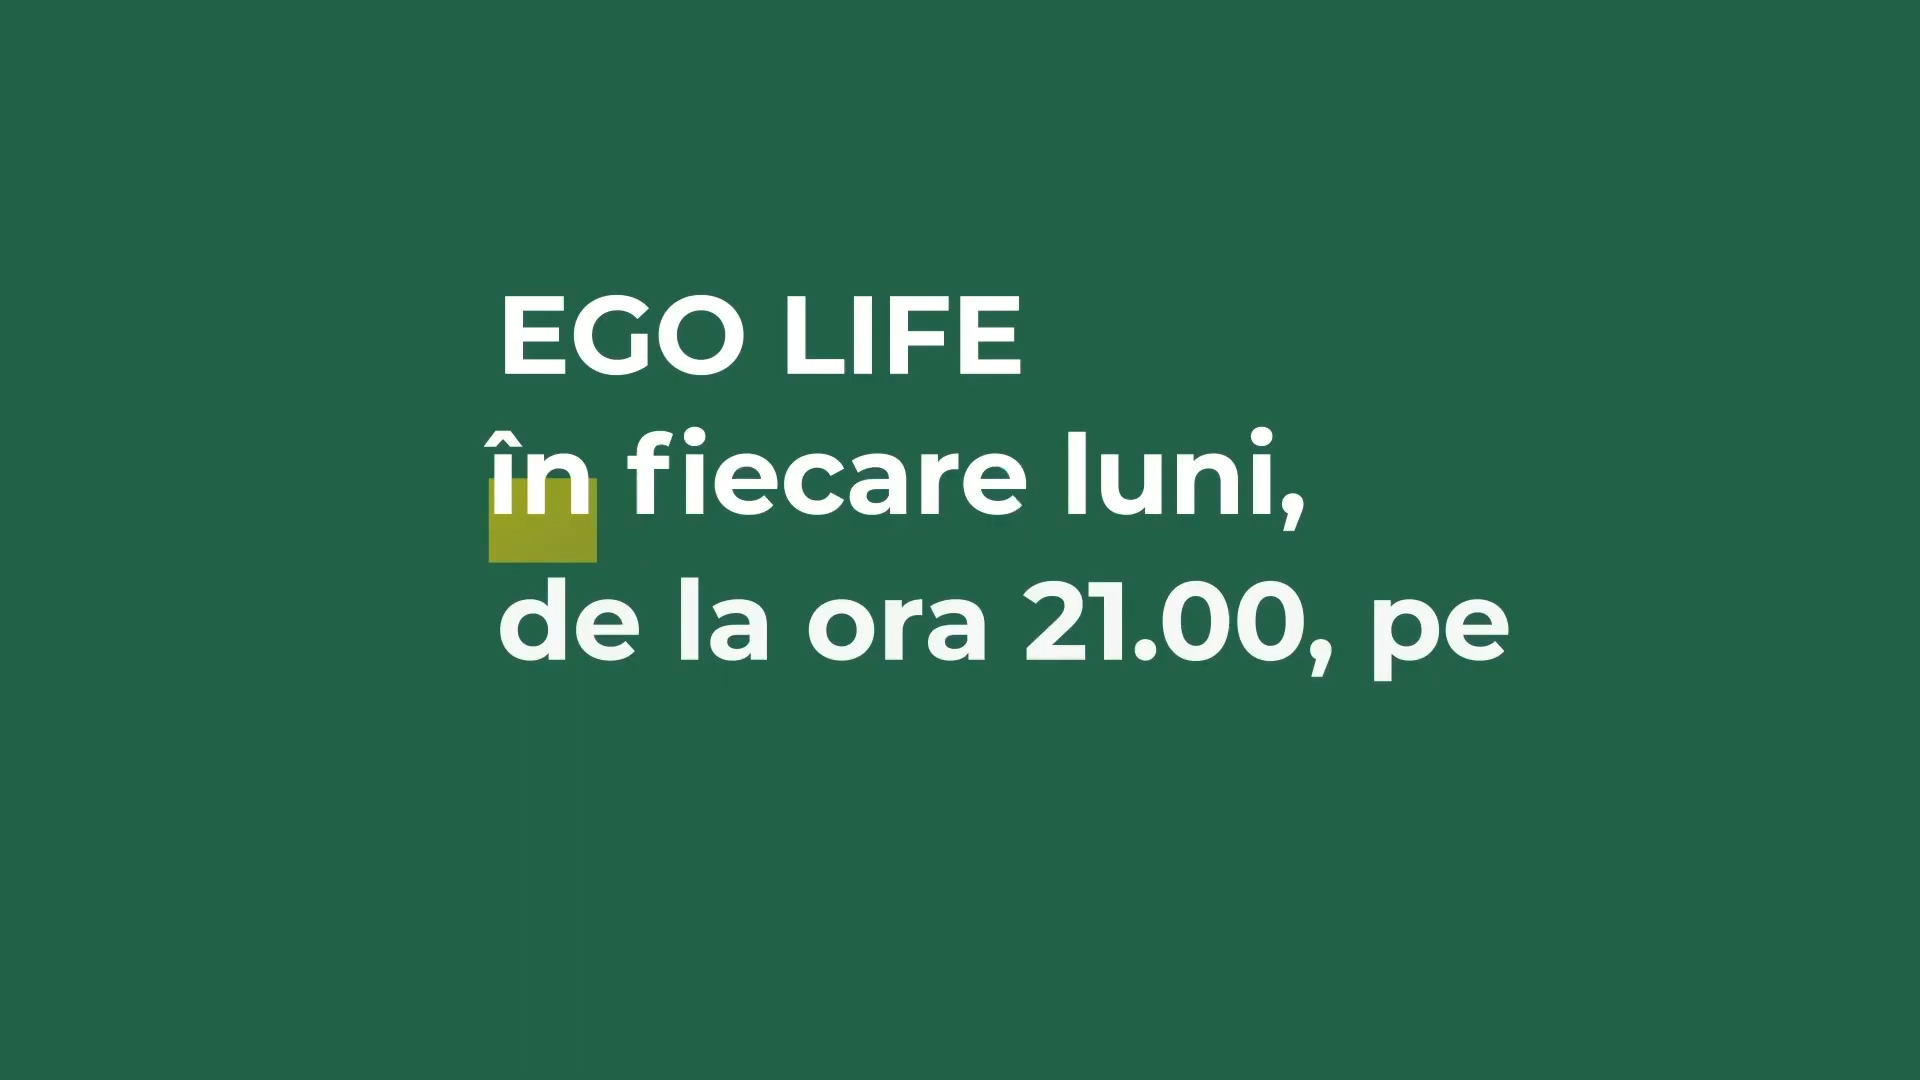 EGO LIFE
în fiecare luni,
de la ora 21.00, pe